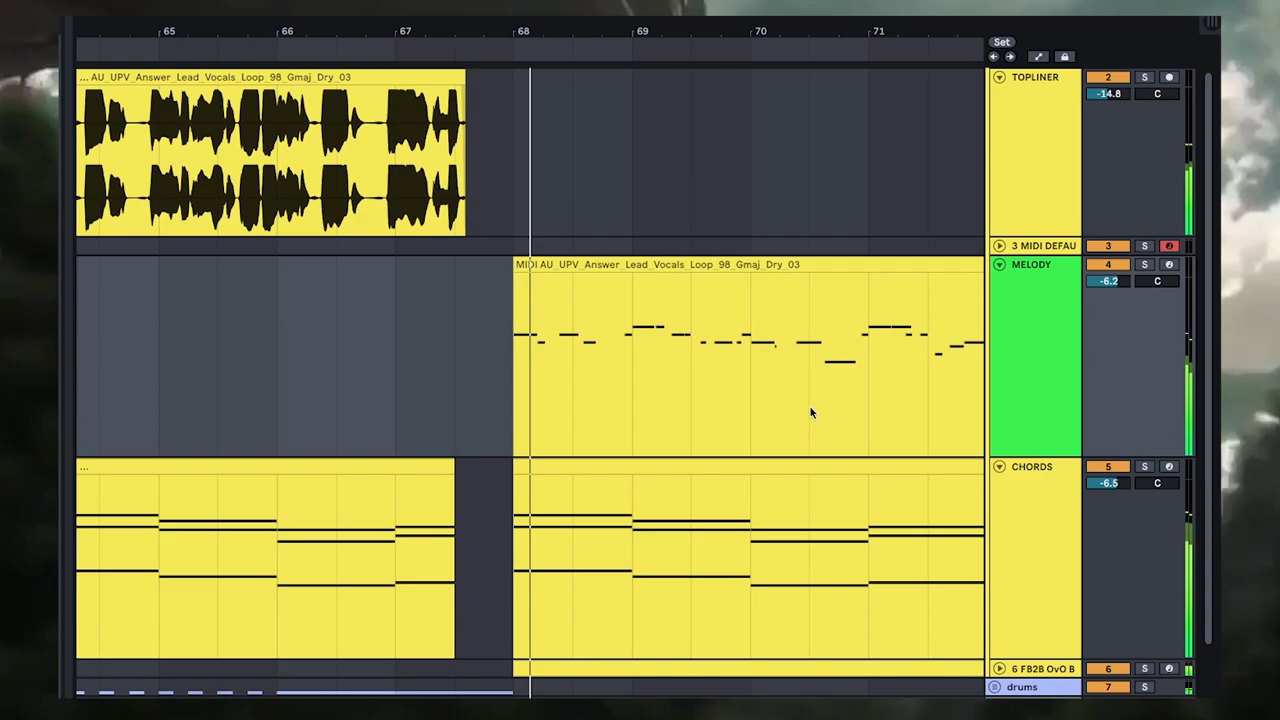 65 66 67 68 69 70 71
Set
... AU_UPV_Answer_Lead_Vocals_Loop_98_Gmaj_Dry_03
TOPLINER 2 S
-14.8 C
3 MIDI DEFAU 3 S
MIDI AU_UPV_Answer_Lead_Vocals_Loop_98_Gmaj_Dry_03
MELODY 4 S
-6.2 C
...
CHORDS 5 S
-6.5 C
6 FB2B OvO B 6 S
drums 7 S